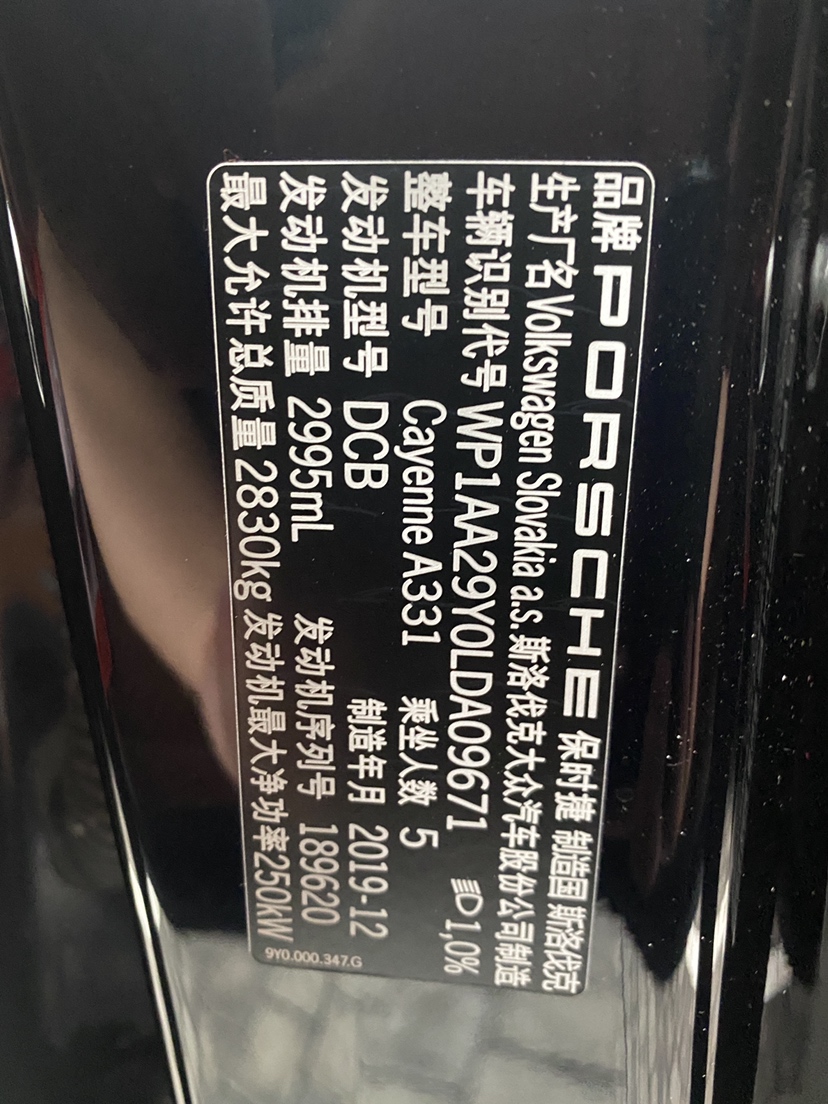 品牌 PORSCHE 保时捷 制造国 斯洛伐克
生产厂名 Volkswagen Slovakia a.s. 斯洛伐克大众汽车股份公司制造
车辆识别代号 WP1AA29Y0LDA09671 1,0%
整车型号 Cayenne A331 乘坐人数 5
发动机型号 DCB 制造年月 2019-12
发动机排量 2995mL 发动机序列号 189620
最大允许总质量 2830kg 发动机最大净功率250kW
9Y0.000.347.G